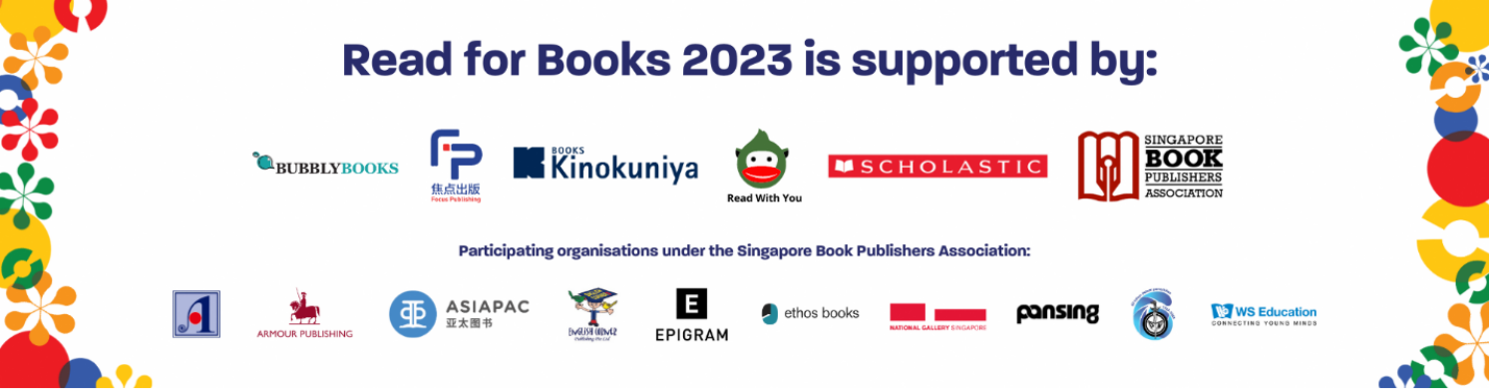 Read for Books 2023 is supported by:
BUBBLYBOOKS
FP
焦点出版
Focus Publishing
BOOKS
Kinokuniya
Read With You
SCHOLASTIC
SINGAPORE
BOOK
PUBLISHERS
ASSOCIATION
Participating organisations under the Singapore Book Publishers Association:
A
ARMOUR PUBLISHING
ASIAPAC
亚太图书
E
EPIGRAM
ethos books
NATIONAL GALLERY SINGAPORE
pansing
WS Education
CONNECTING YOUNG MINDS